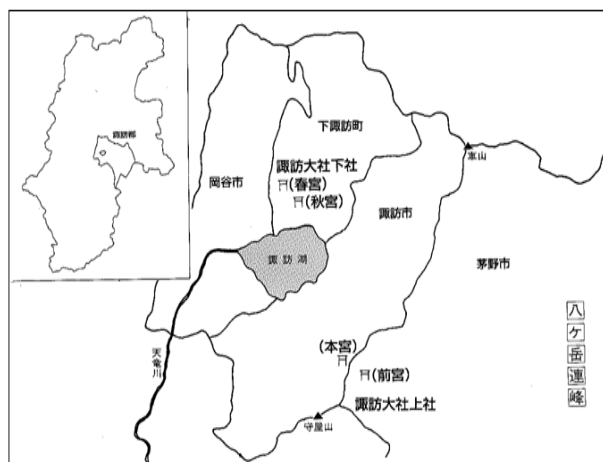 諏訪郡
下諏訪町
岡谷市
諏訪大社下社
(春宮)
(秋宮)
車山
諏訪市
諏訪湖
茅野市
天竜川
(本宮)
(前宮)
諏訪大社上社
守屋山
八ケ岳連峰